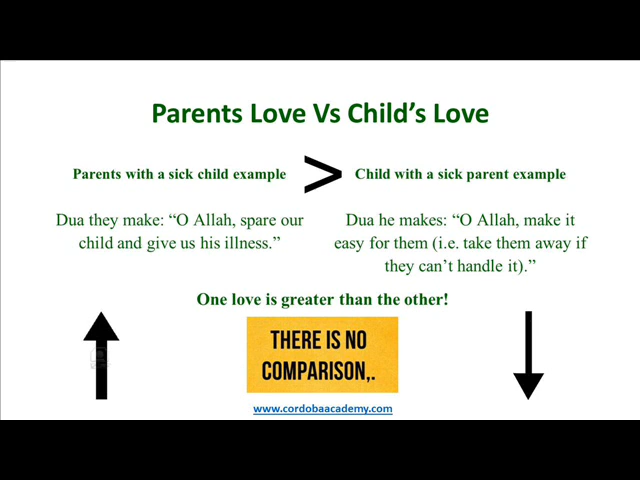 Parents Love Vs Child's Love
Parents with a sick child example
>
Child with a sick parent example
Dua they make: “O Allah, spare our
child and give us his illness.”
Dua he makes: “O Allah, make it
easy for them (i.e. take them away if
they can’t handle it).”
One love is greater than the other!
THERE IS NO
COMPARISON,.
www.cordobaacademy.com